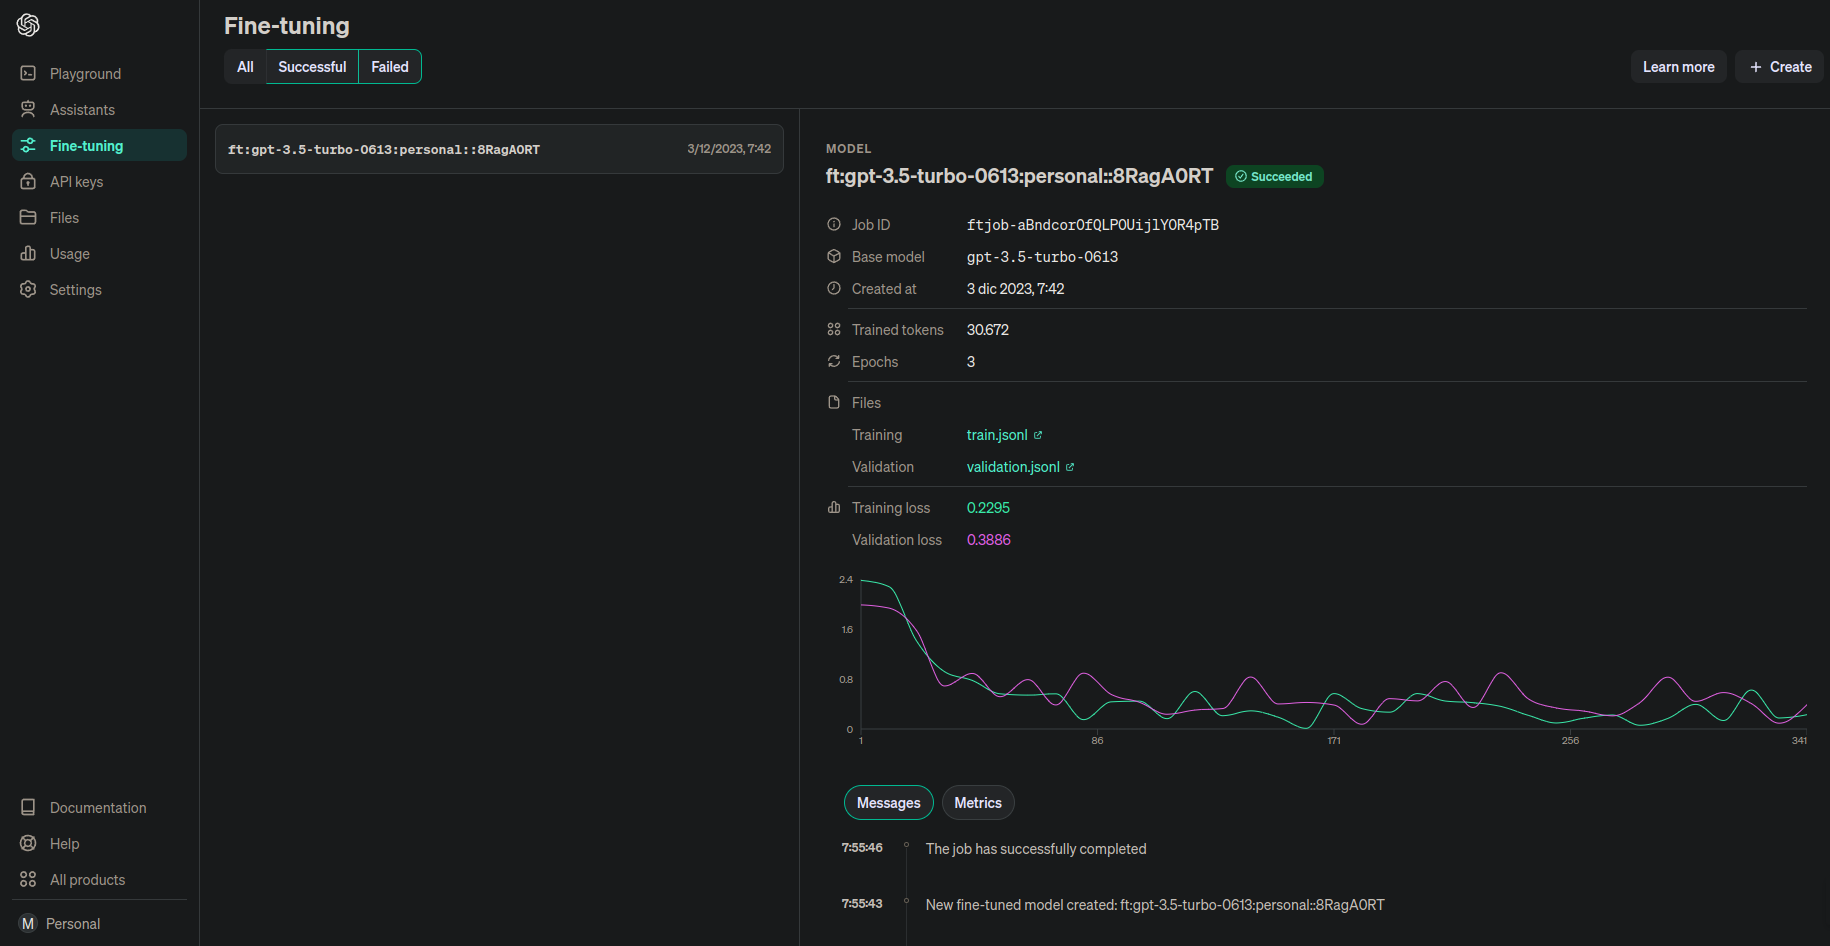 Fine-tuning
All Successful Failed
Learn more + Create
Playground
Assistants
Fine-tuning
API keys
Files
Usage
Settings
Documentation
Help
All products
M Personal
ft:gpt-3.5-turbo-0613:personal::8RagA0RT 3/12/2023, 7:42
MODEL
ft:gpt-3.5-turbo-0613:personal::8RagA0RT Succeeded
Job ID ftjob-aBndcorOfQLPOUijlY0R4pTB
Base model gpt-3.5-turbo-0613
Created at 3 dic 2023, 7:42
Trained tokens 30.672
Epochs 3
Files
Training train.jsonl
Validation validation.jsonl
Training loss 0.2295
Validation loss 0.3886
2.4
1.6
0.8
0
1 86 171 256 341
Messages Metrics
7:55:46 The job has successfully completed
7:55:43 New fine-tuned model created: ft:gpt-3.5-turbo-0613:personal::8RagA0RT